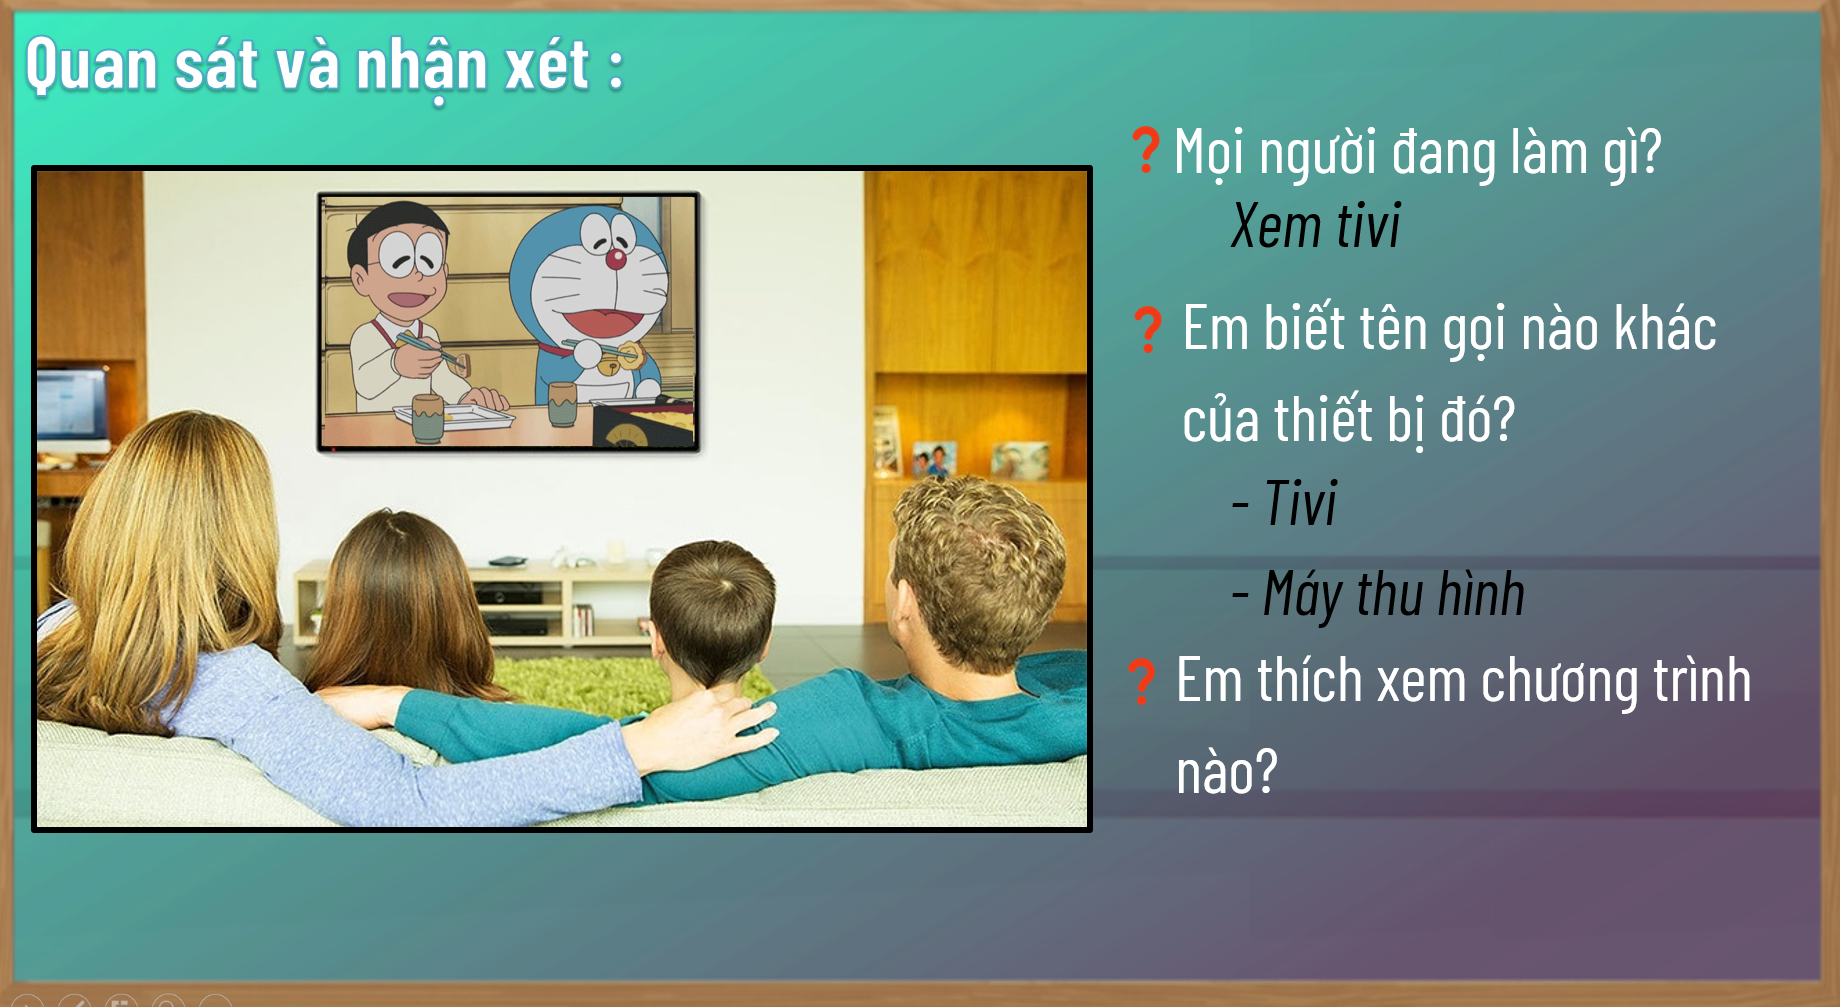 Quan sát và nhận xét :
❓Mọi người đang làm gì?
Xem tivi
❓Em biết tên gọi nào khác
của thiết bị đó?
- Tivi
- Máy thu hình
❓Em thích xem chương trình
nào?